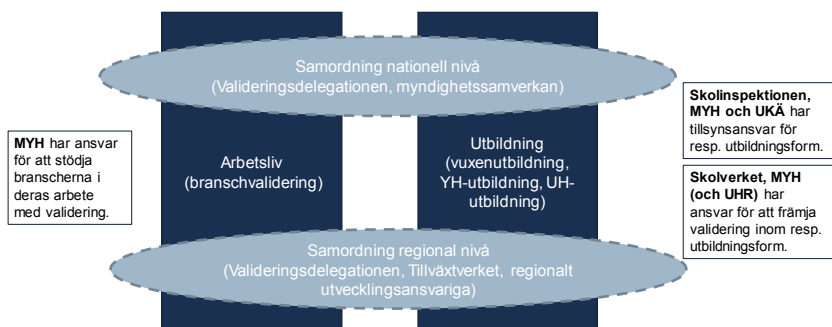 Samordning nationell nivå
(Valideringsdelegationen, myndighetssamverkan)
MYH har ansvar
för att stödja
branscherna i
deras arbete
med validering.
Arbetsliv
(branschvalidering)
Utbildning
(vuxenutbildning,
YH-utbildning, UH-
utbildning)
Skolinspektionen,
MYH och UKÄ har
tillsynsansvar för
resp. utbildningsform.
Skolverket, MYH
(och UHR) har
ansvar för att främja
validering inom resp.
utbildningsform.
Samordning regional nivå
(Valideringsdelegationen, Tillväxtverket, regionalt
utvecklingsansvariga)